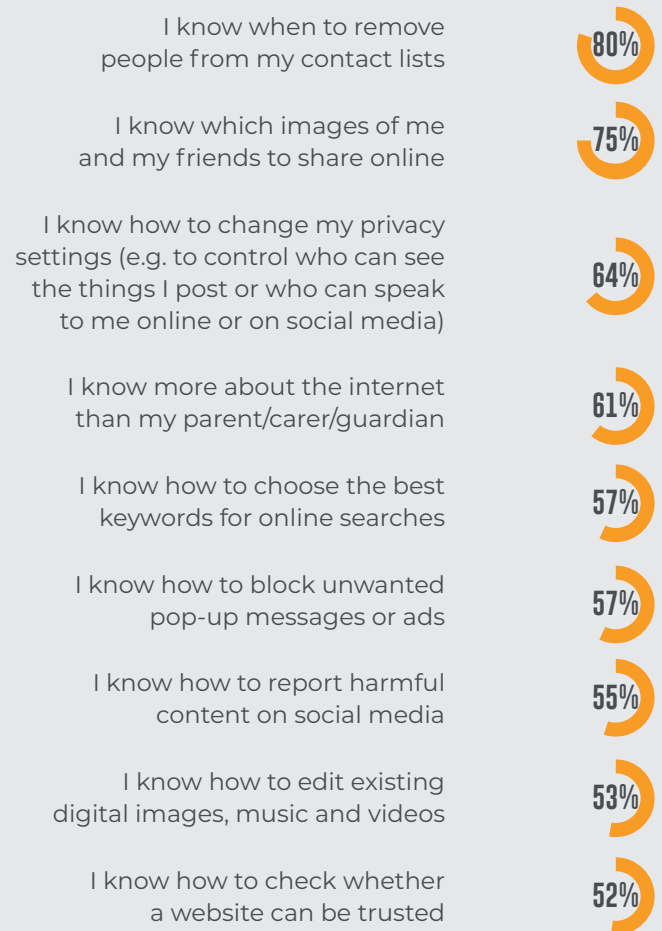 I know when to remove
people from my contact lists
80%
I know which images of me
and my friends to share online
75%
I know how to change my privacy
settings (e.g. to control who can see
the things I post or who can speak
to me online or on social media)
64%
I know more about the internet
than my parent/carer/guardian
61%
I know how to choose the best
keywords for online searches
57%
I know how to block unwanted
pop-up messages or ads
57%
I know how to report harmful
content on social media
55%
I know how to edit existing
digital images, music and videos
53%
I know how to check whether
a website can be trusted
52%